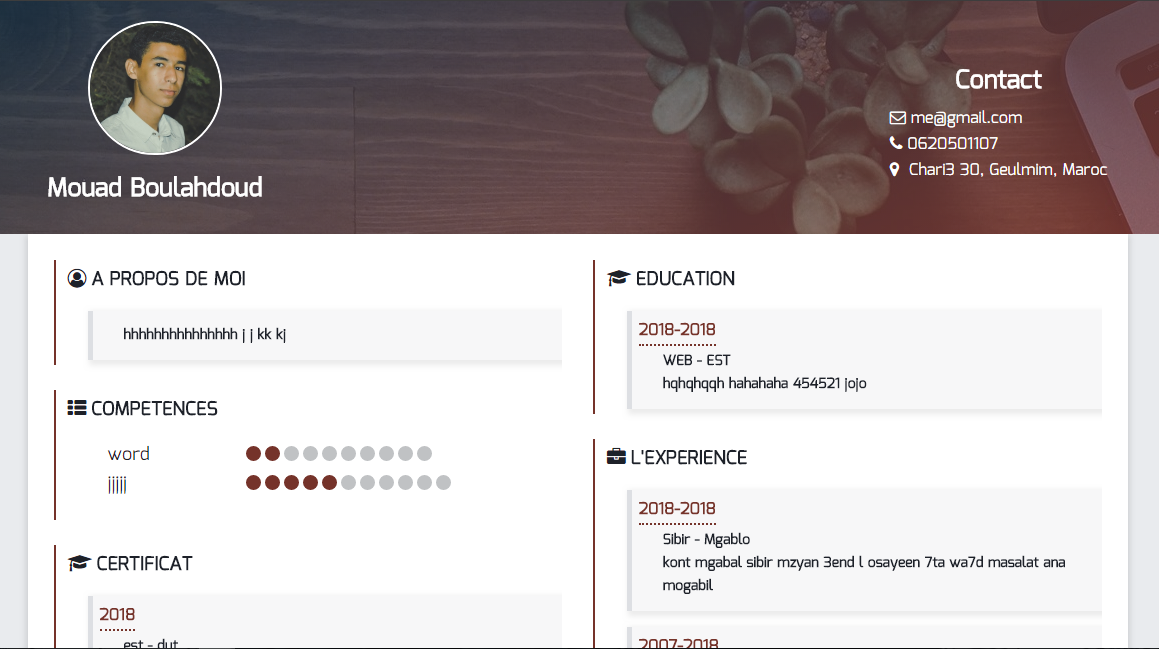 Mouad Boulahdoud
Contact
me@gmail.com
0620501107
Chari3 30, Geulmim, Maroc
A PROPOS DE MOI
hhhhhhhhhhhhhhh j j kk kj
COMPETENCES
word
jjjjj
CERTIFICAT
2018
est - dut
EDUCATION
2018-2018
WEB - EST
hqhqhqqh hahahaha 454521 jojo
L'EXPERIENCE
2018-2018
Sibir - Mgablo
kont mgabal sibir mzyan 3end l osayeen 7ta wa7d masalat ana
mogabil
2007-2018